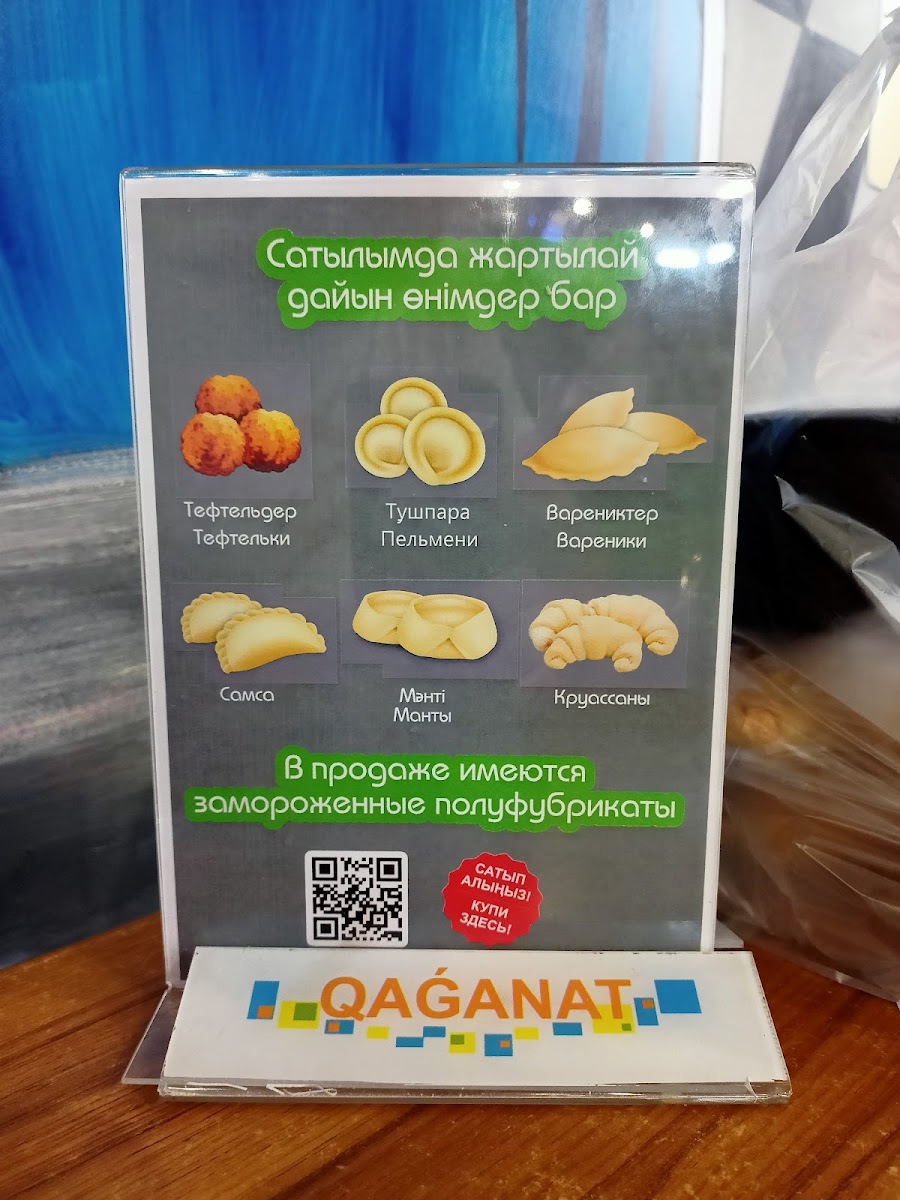 Сатылымда жартылай
дайын өнімдер бар
Тефтельдер
Тефтельки
Тушпара
Пельмени
Варениктер
Вареники
Самса
Мәнті
Манты
Круассаны
В продаже имеются
замороженные полуфубрикаты
САТЫП
АЛЫҢЫЗ!
КУПИ
ЗДЕСЬ!
QAǴANAT